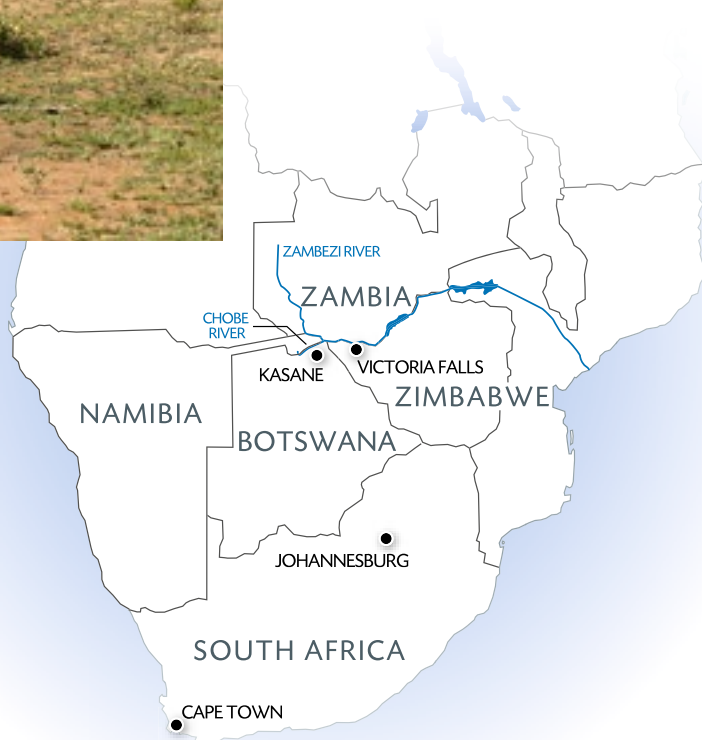 ZAMBEZI RIVER
ZAMBIA
CHOBE
RIVER
KASANE
VICTORIA FALLS
ZIMBABWE
NAMIBIA
BOTSWANA
JOHANNESBURG
SOUTH AFRICA
CAPE TOWN